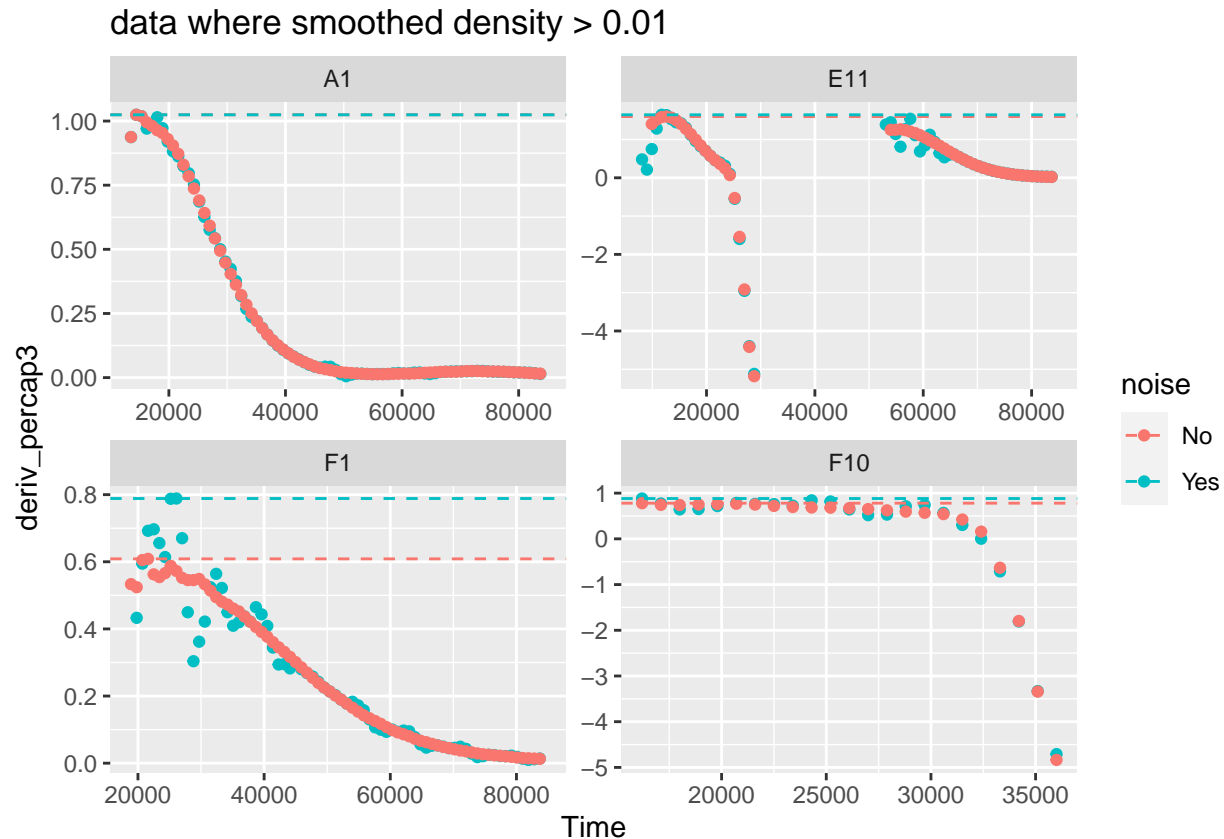 data where smoothed density > 0.01
A1
E11
1.00
0.75
0.50
0.25
0.00
20000 40000 60000 80000
0
−2
−4
20000 40000 60000 80000
F1
F10
0.8
0.6
0.4
0.2
0.0
20000 40000 60000 80000
1
0
−1
−2
−3
−4
−5
20000 25000 30000 35000
deriv_percap3
Time
noise
No
Yes